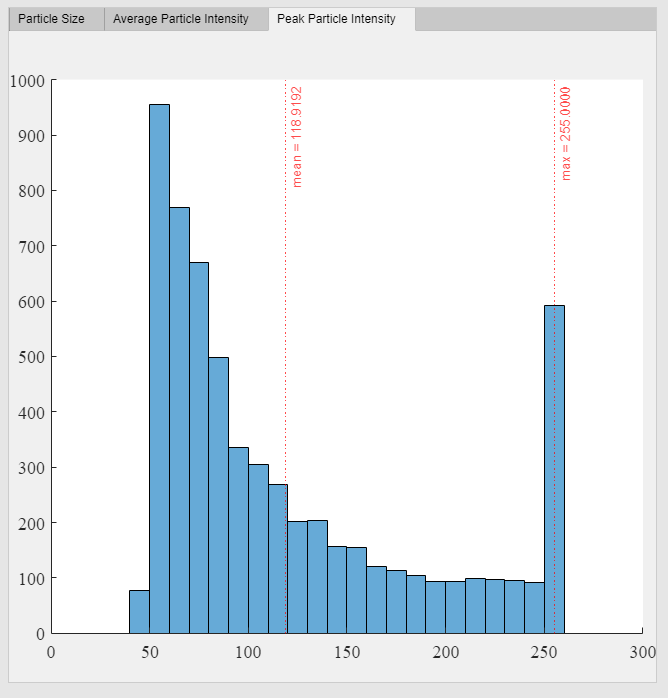 Particle Size Average Particle Intensity Peak Particle Intensity
1000
900
800
700
600
500
400
300
200
100
0
mean = 118.9192
max = 255.0000
0 50 100 150 200 250 300